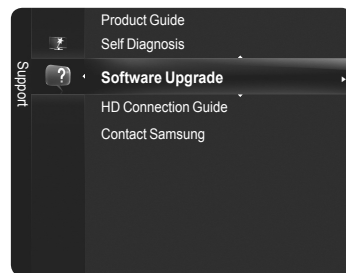 Product Guide
Self Diagnosis
Support
?
Software Upgrade
HD Connection Guide
Contact Samsung